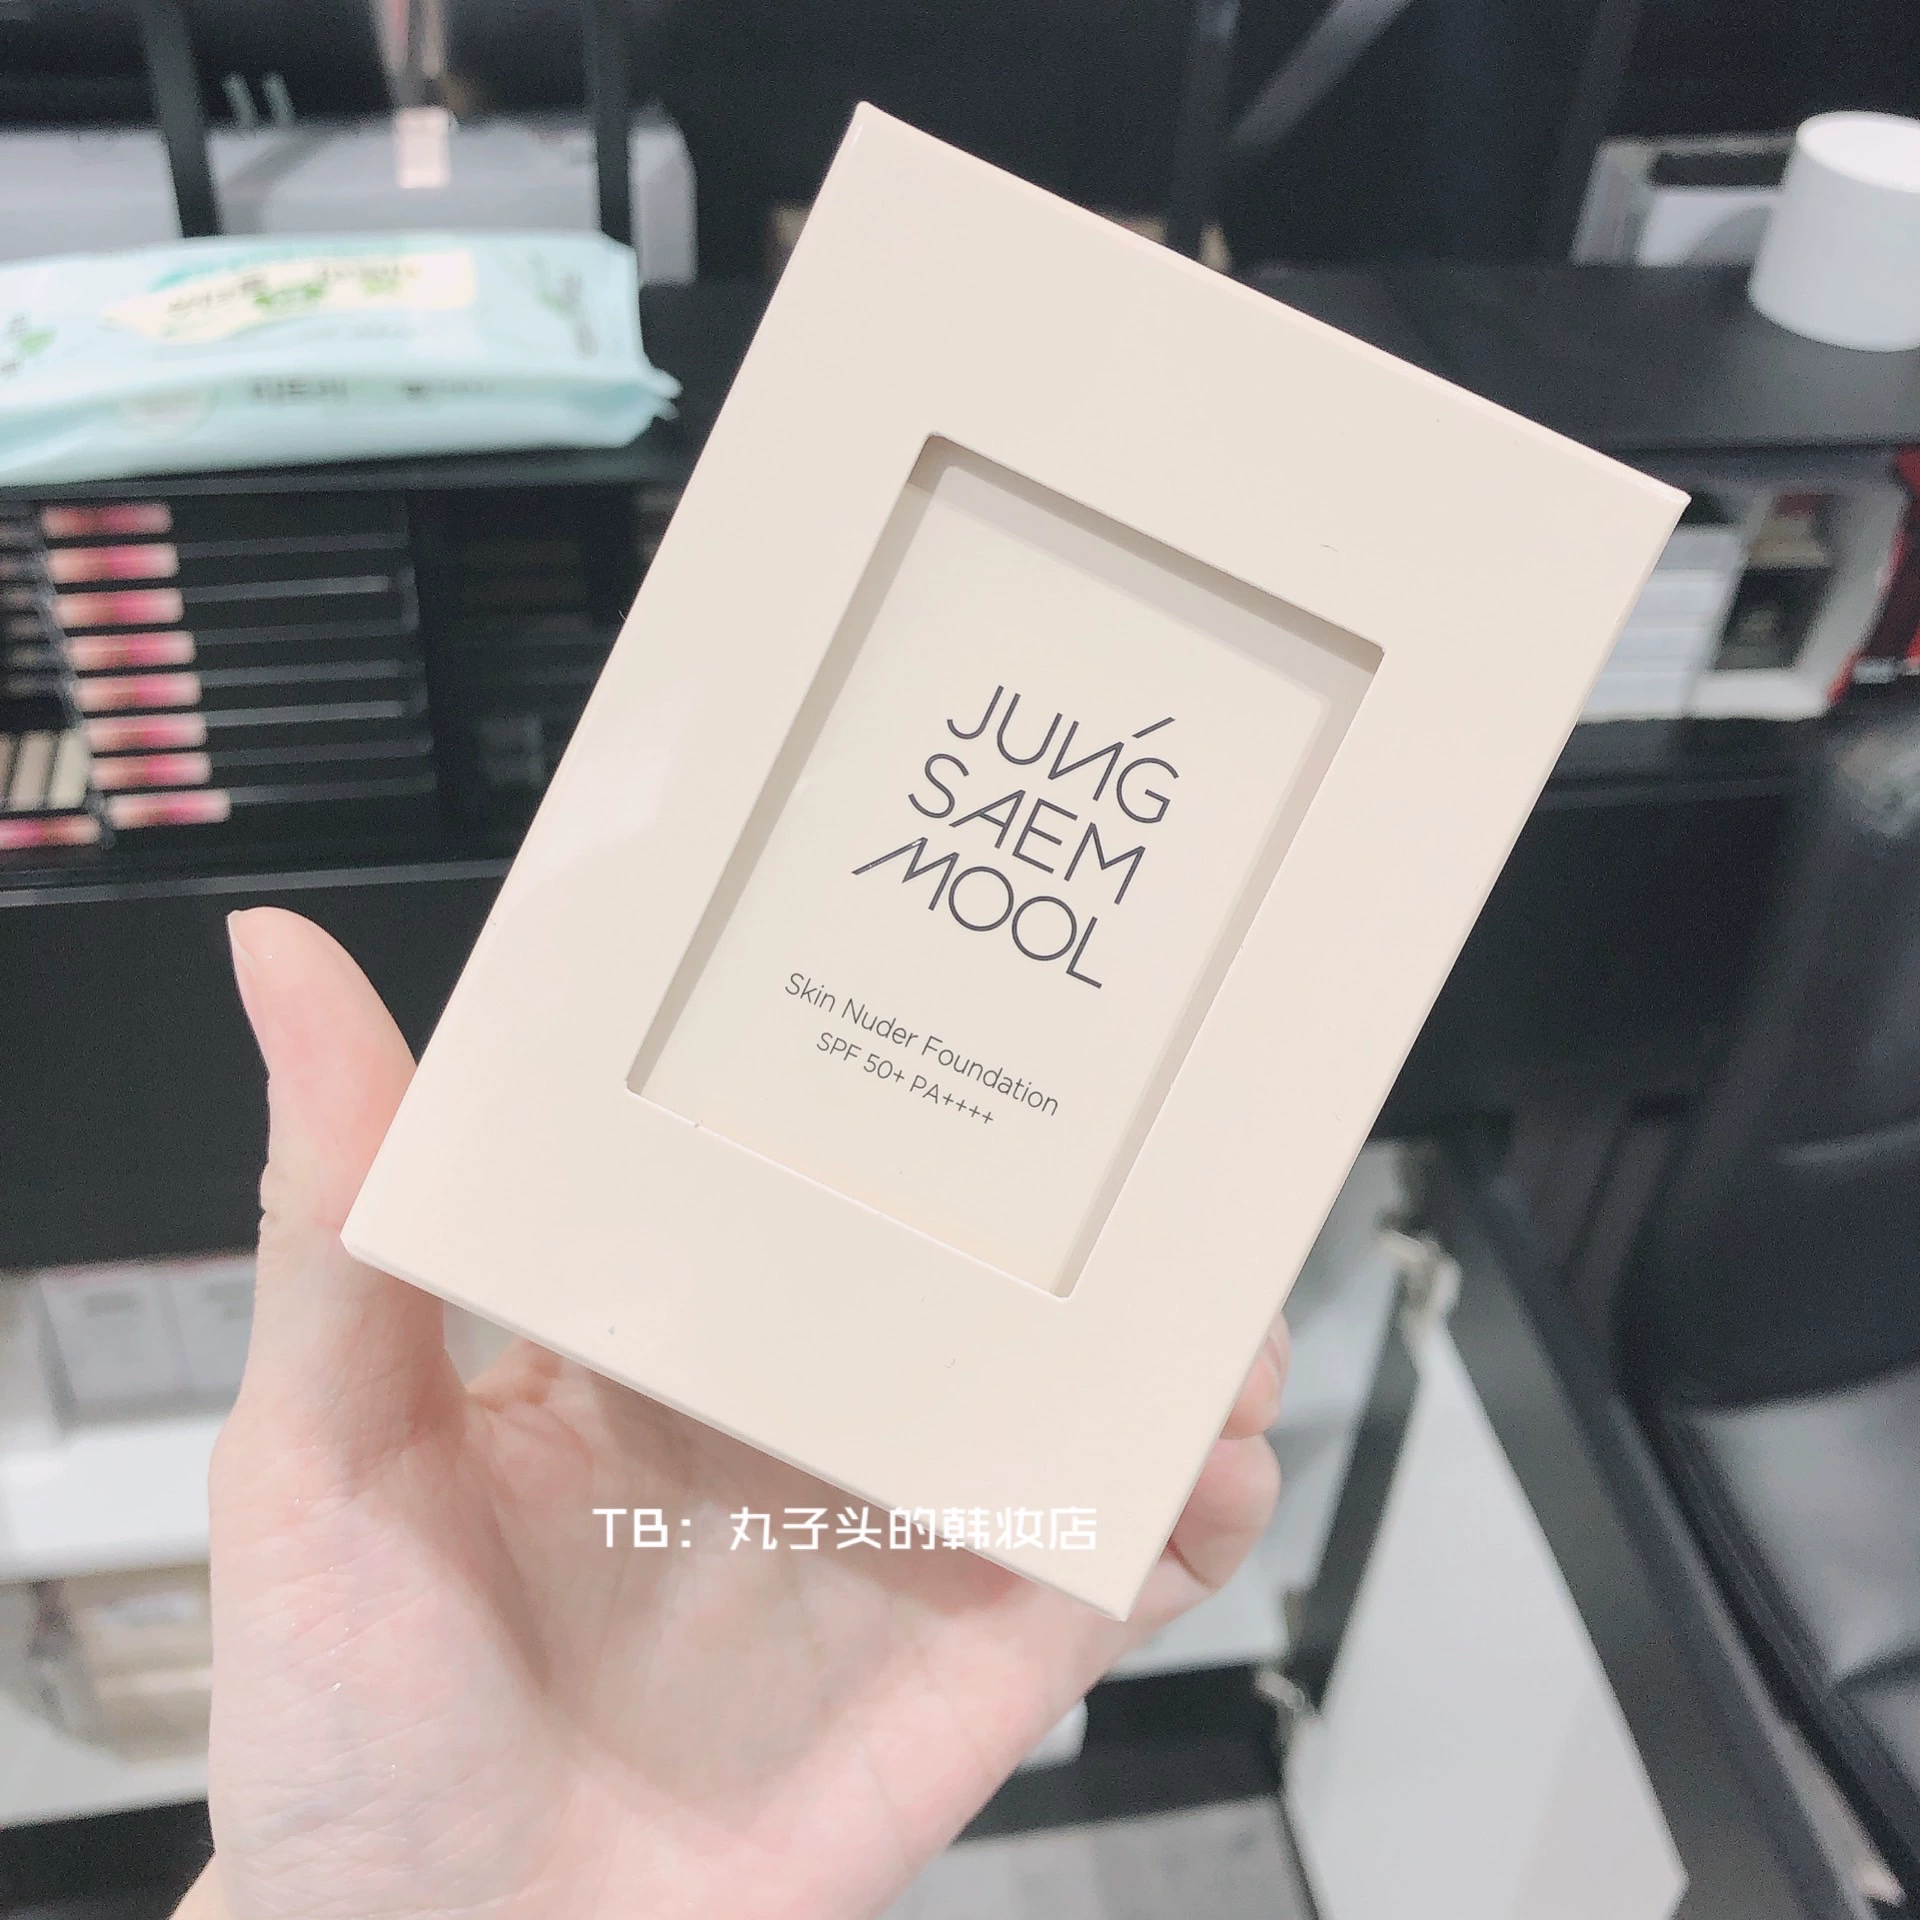 JUNG
SAEM
MOOL
Skin Nuder Foundation
SPF 50+ PA++++
TB：丸子头的韩妆店